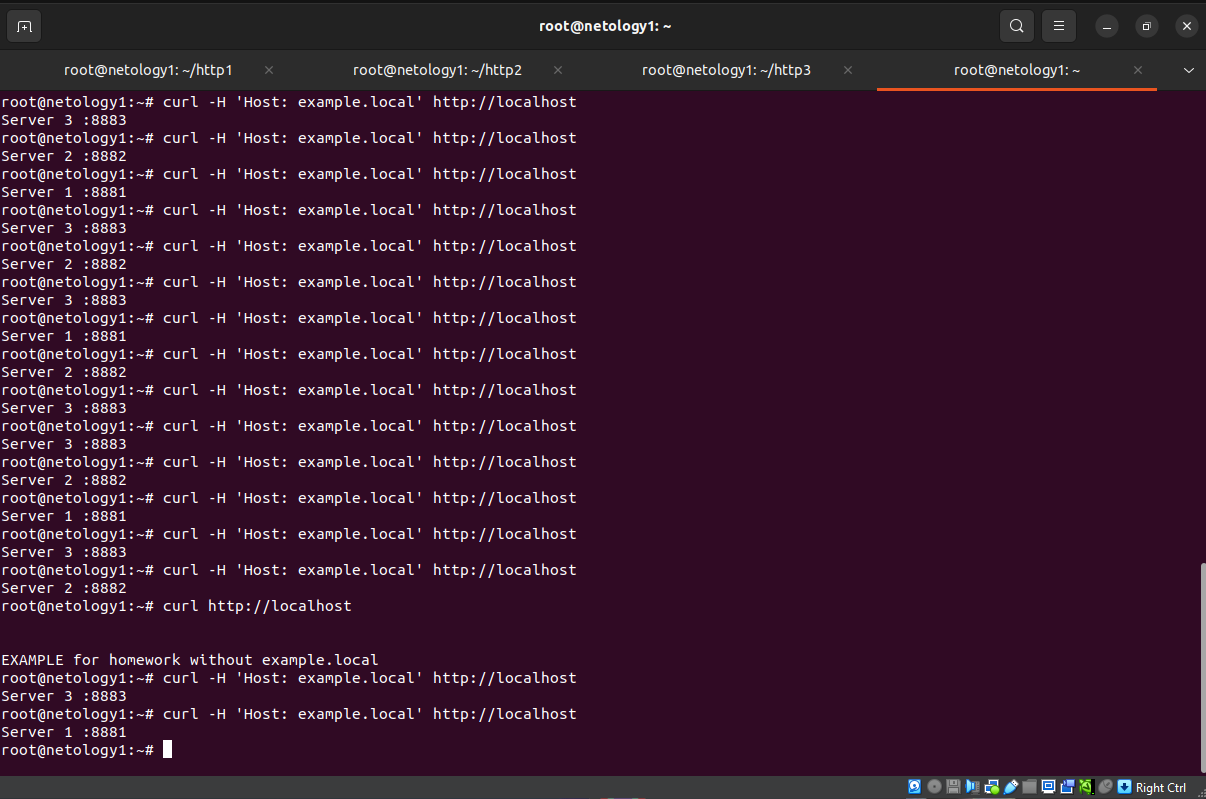 root@netology1: ~
root@netology1: ~/http1
root@netology1: ~/http2
root@netology1: ~/http3
root@netology1: ~
root@netology1:~# curl -H 'Host: example.local' http://localhost
Server 3 :8883
root@netology1:~# curl -H 'Host: example.local' http://localhost
Server 2 :8882
root@netology1:~# curl -H 'Host: example.local' http://localhost
Server 1 :8881
root@netology1:~# curl -H 'Host: example.local' http://localhost
Server 3 :8883
root@netology1:~# curl -H 'Host: example.local' http://localhost
Server 2 :8882
root@netology1:~# curl -H 'Host: example.local' http://localhost
Server 3 :8883
root@netology1:~# curl -H 'Host: example.local' http://localhost
Server 1 :8881
root@netology1:~# curl -H 'Host: example.local' http://localhost
Server 2 :8882
root@netology1:~# curl -H 'Host: example.local' http://localhost
Server 3 :8883
root@netology1:~# curl -H 'Host: example.local' http://localhost
Server 3 :8883
root@netology1:~# curl -H 'Host: example.local' http://localhost
Server 2 :8882
root@netology1:~# curl -H 'Host: example.local' http://localhost
Server 1 :8881
root@netology1:~# curl -H 'Host: example.local' http://localhost
Server 3 :8883
root@netology1:~# curl -H 'Host: example.local' http://localhost
Server 2 :8882
root@netology1:~# curl http://localhost
EXAMPLE for homework without example.local
root@netology1:~# curl -H 'Host: example.local' http://localhost
Server 3 :8883
root@netology1:~# curl -H 'Host: example.local' http://localhost
Server 1 :8881
root@netology1:~#
Right Ctrl